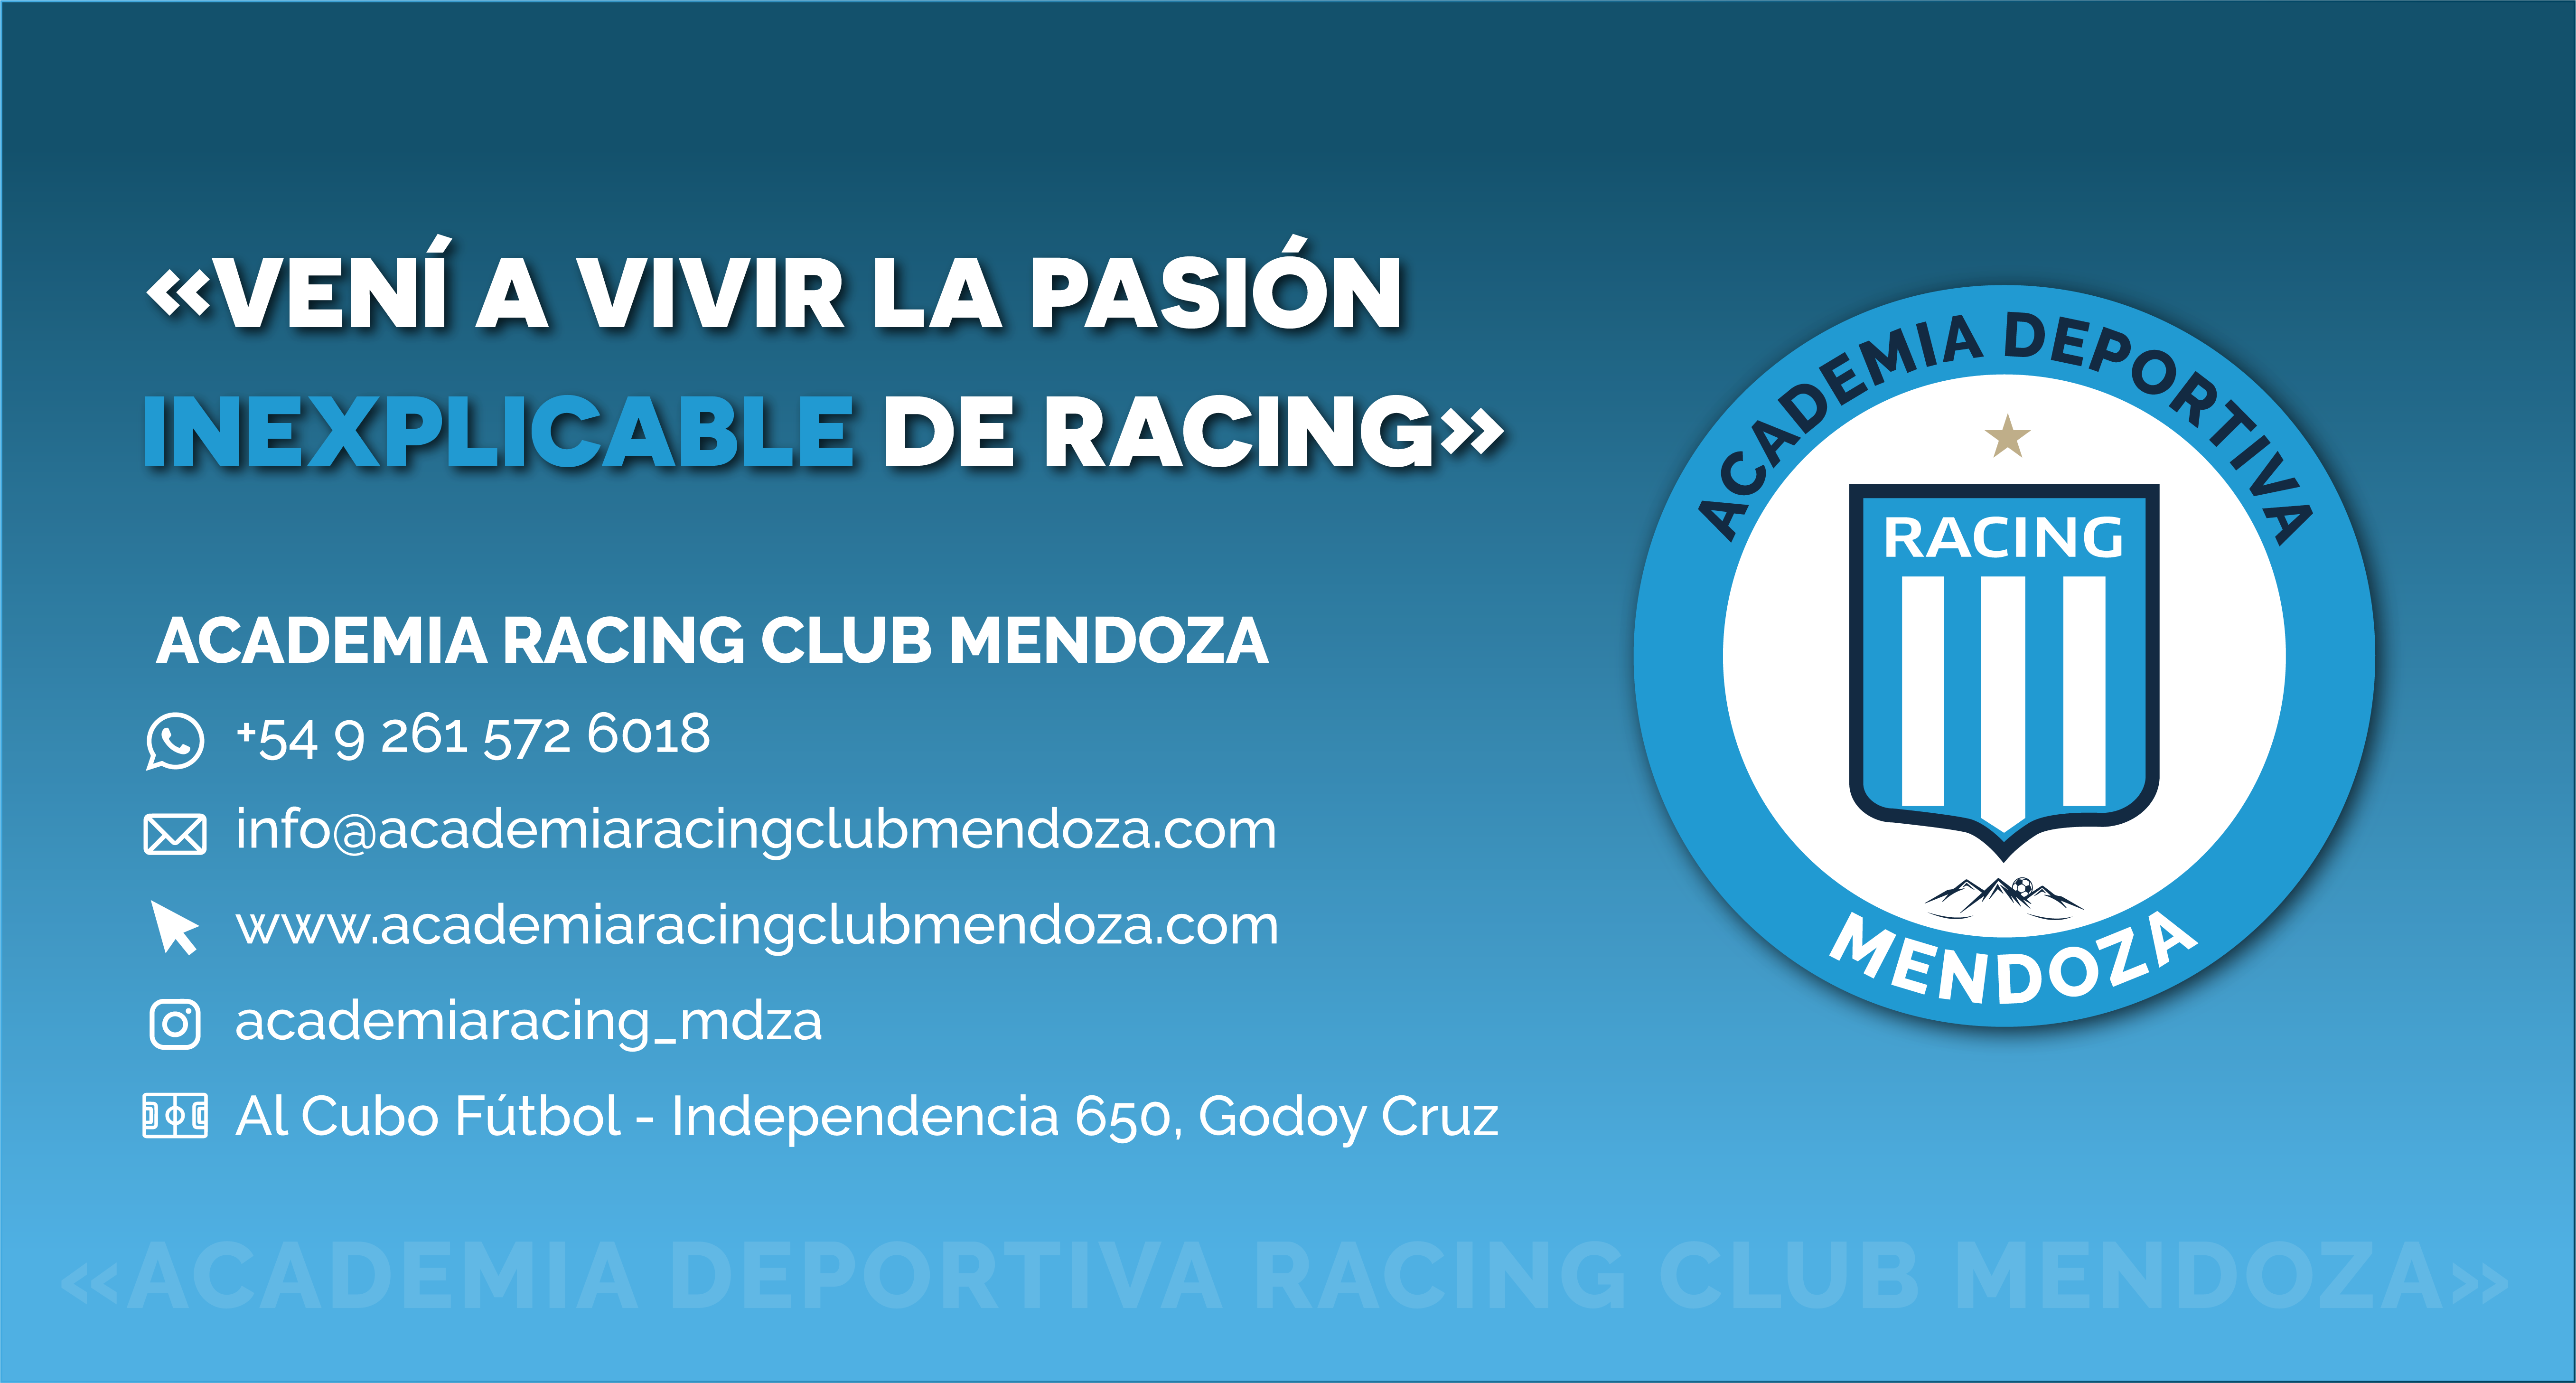 «VENÍ A VIVIR LA PASIÓN
INEXPLICABLE DE RACING»
ACADEMIA RACING CLUB MENDOZA
+54 9 261 572 6018
info@academiaracingclubmendoza.com
www.academiaracingclubmendoza.com
academiaracing_mdza
Al Cubo Fútbol - Independencia 650, Godoy Cruz
ACADEMIA DEPORTIVA
RACING
MENDOZA
«ACADEMIA DEPORTIVA RACING CLUB MENDOZA»